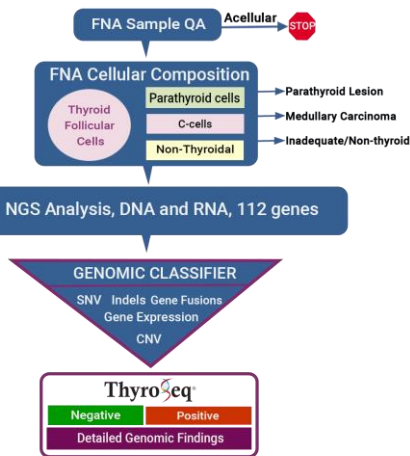 FNA Sample QA
Acellular
STOP
FNA Cellular Composition
Thyroid
Follicular
Cells
Parathyroid cells
C-cells
Non-Thyroidal
Parathyroid Lesion
Medullary Carcinoma
Inadequate/Non-thyroid
NGS Analysis, DNA and RNA, 112 genes
GENOMIC CLASSIFIER
SNV Indels Gene Fusions
Gene Expression
CNV
ThyroSeq®
Negative
Positive
Detailed Genomic Findings